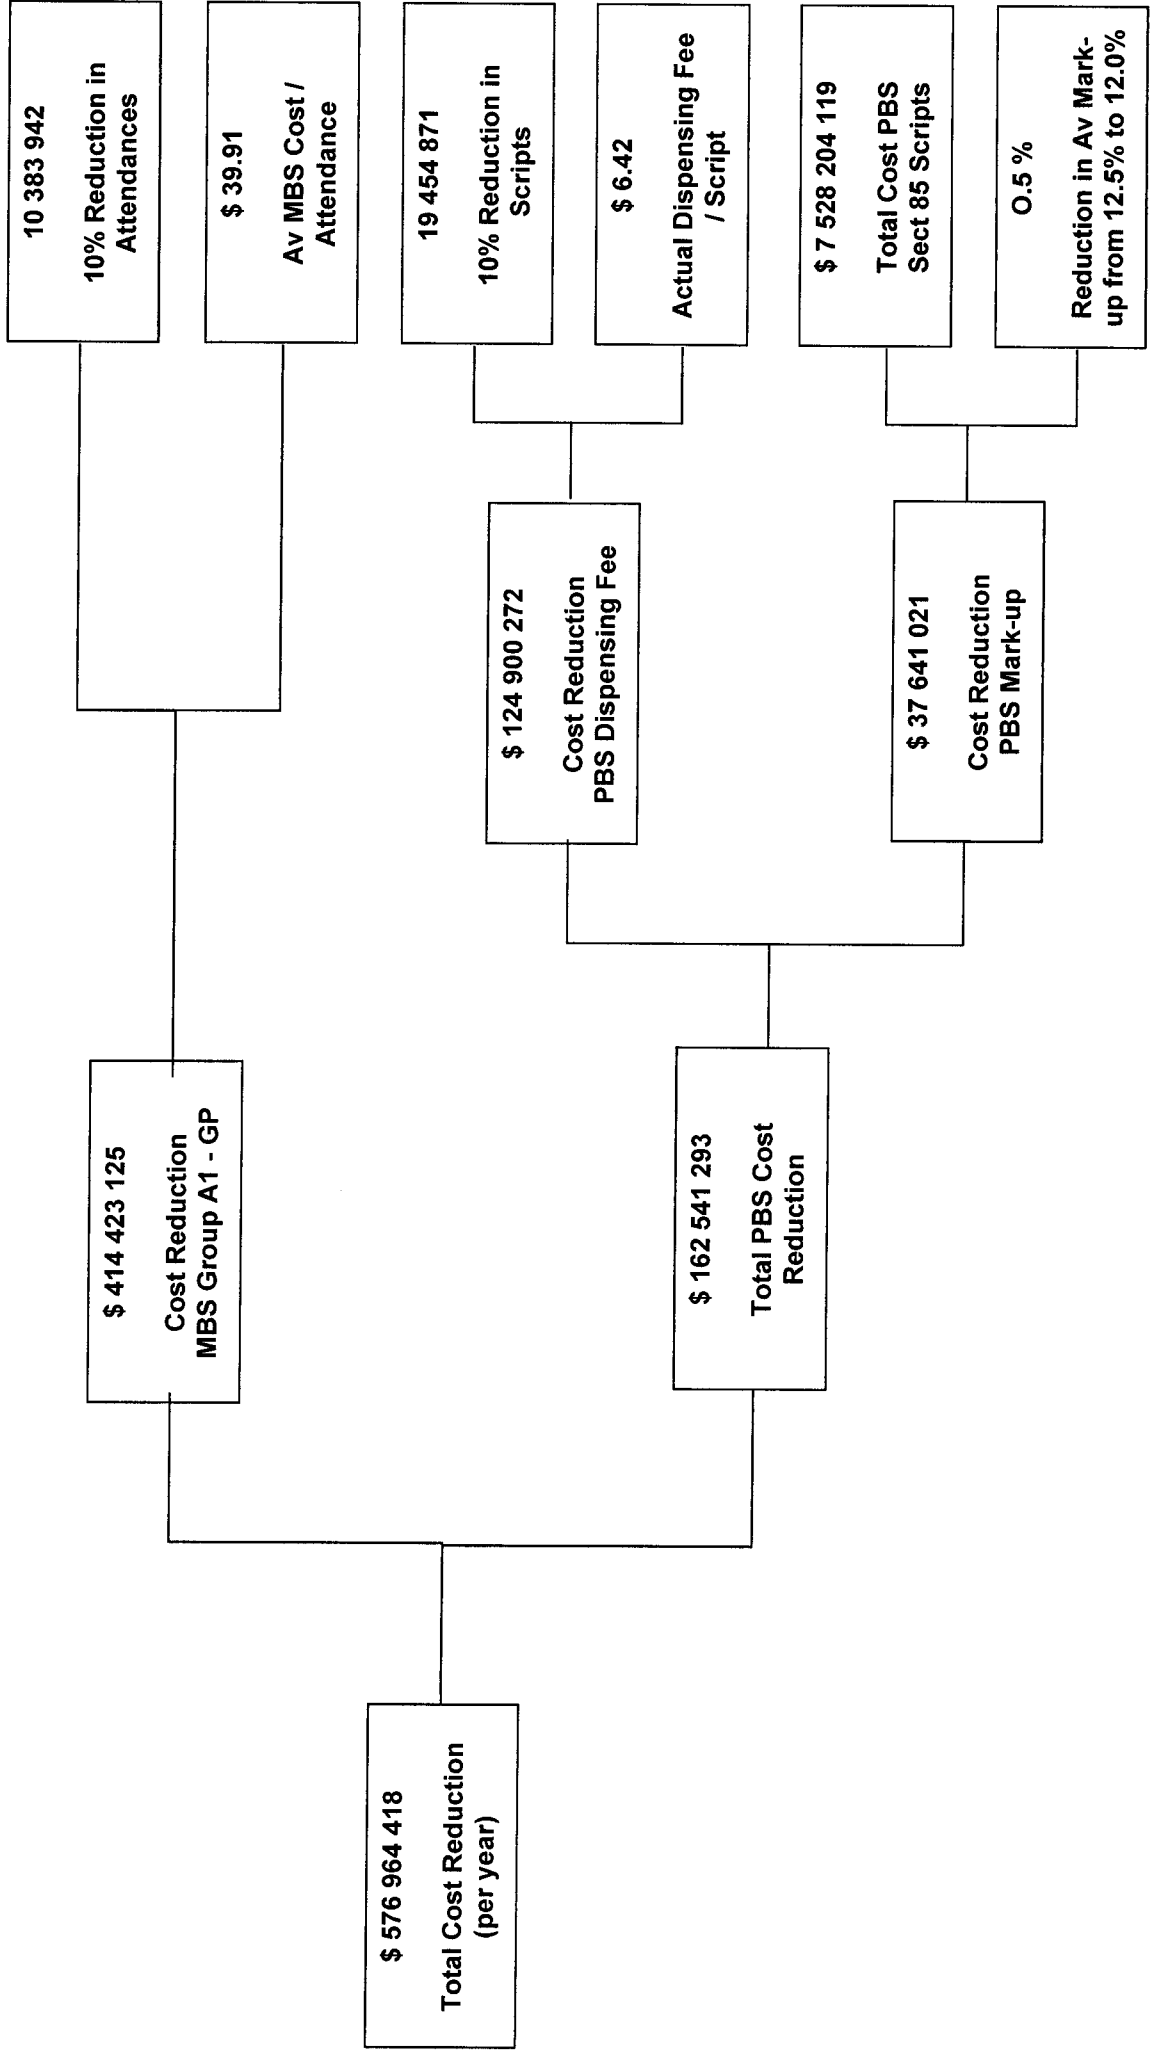 $ 576 964 418
Total Cost Reduction
(per year)
$ 414 423 125
Cost Reduction
MBS Group A1 - GP
$ 162 541 293
Total PBS Cost
Reduction
$ 124 900 272
Cost Reduction
PBS Dispensing Fee
$ 37 641 021
Cost Reduction
PBS Mark-up
10 383 942
10% Reduction in
Attendances
$ 39.91
Av MBS Cost /
Attendance
19 454 871
10% Reduction in
Scripts
$ 6.42
Actual Dispensing Fee
/ Script
$ 7 528 204 119
Total Cost PBS
Sect 85 Scripts
O.5 %
Reduction in Av Mark-
up from 12.5% to 12.0%